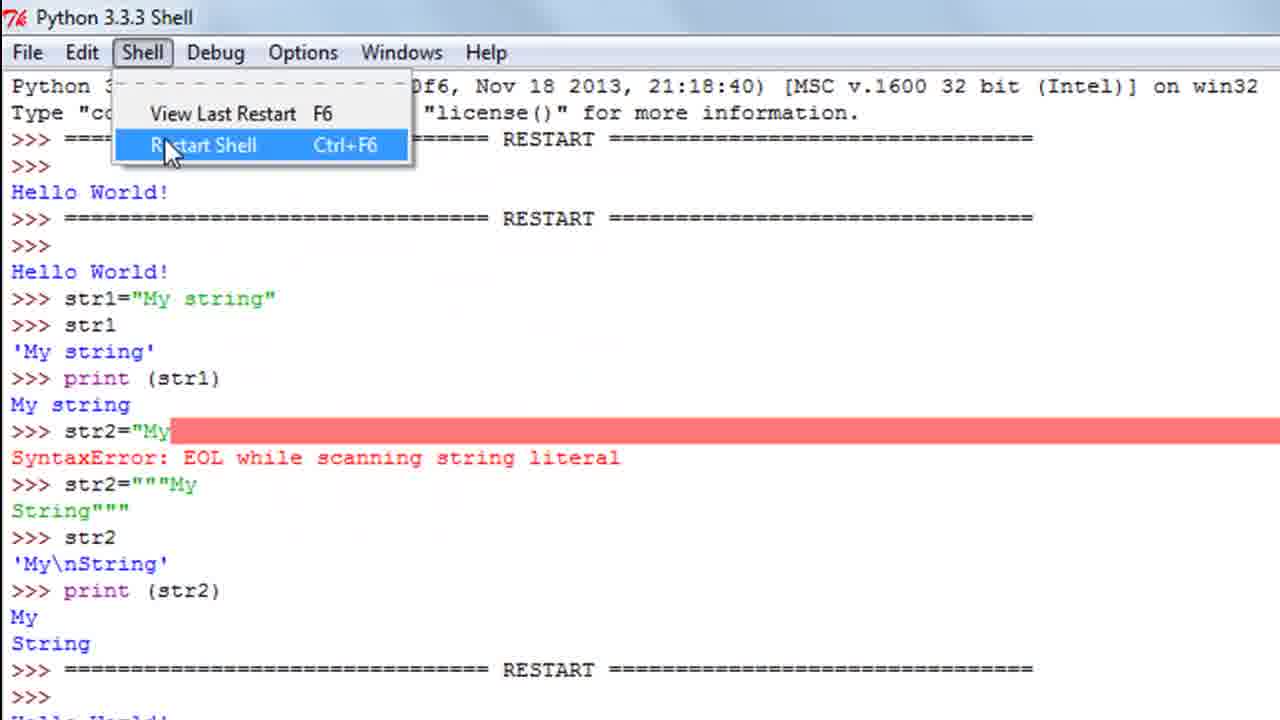 Python 3.3.3 Shell
File Edit Shell Debug Options Windows Help
Python 3 0f6, Nov 18 2013, 21:18:40) [MSC v.1600 32 bit (Intel)] on win32
View Last Restart F6
Type "co "license()" for more information.
Restart Shell Ctrl+F6
>>> ================================ RESTART ================================
>>>
Hello World!
>>> ================================ RESTART ================================
>>>
Hello World!
>>> str1="My string"
>>> str1
'My string'
>>> print (str1)
My string
>>> str2="My
SyntaxError: EOL while scanning string literal
>>> str2="""My
String"""
>>> str2
'My\nString'
>>> print (str2)
My
String
>>> ================================ RESTART ================================
>>>
Hello World!